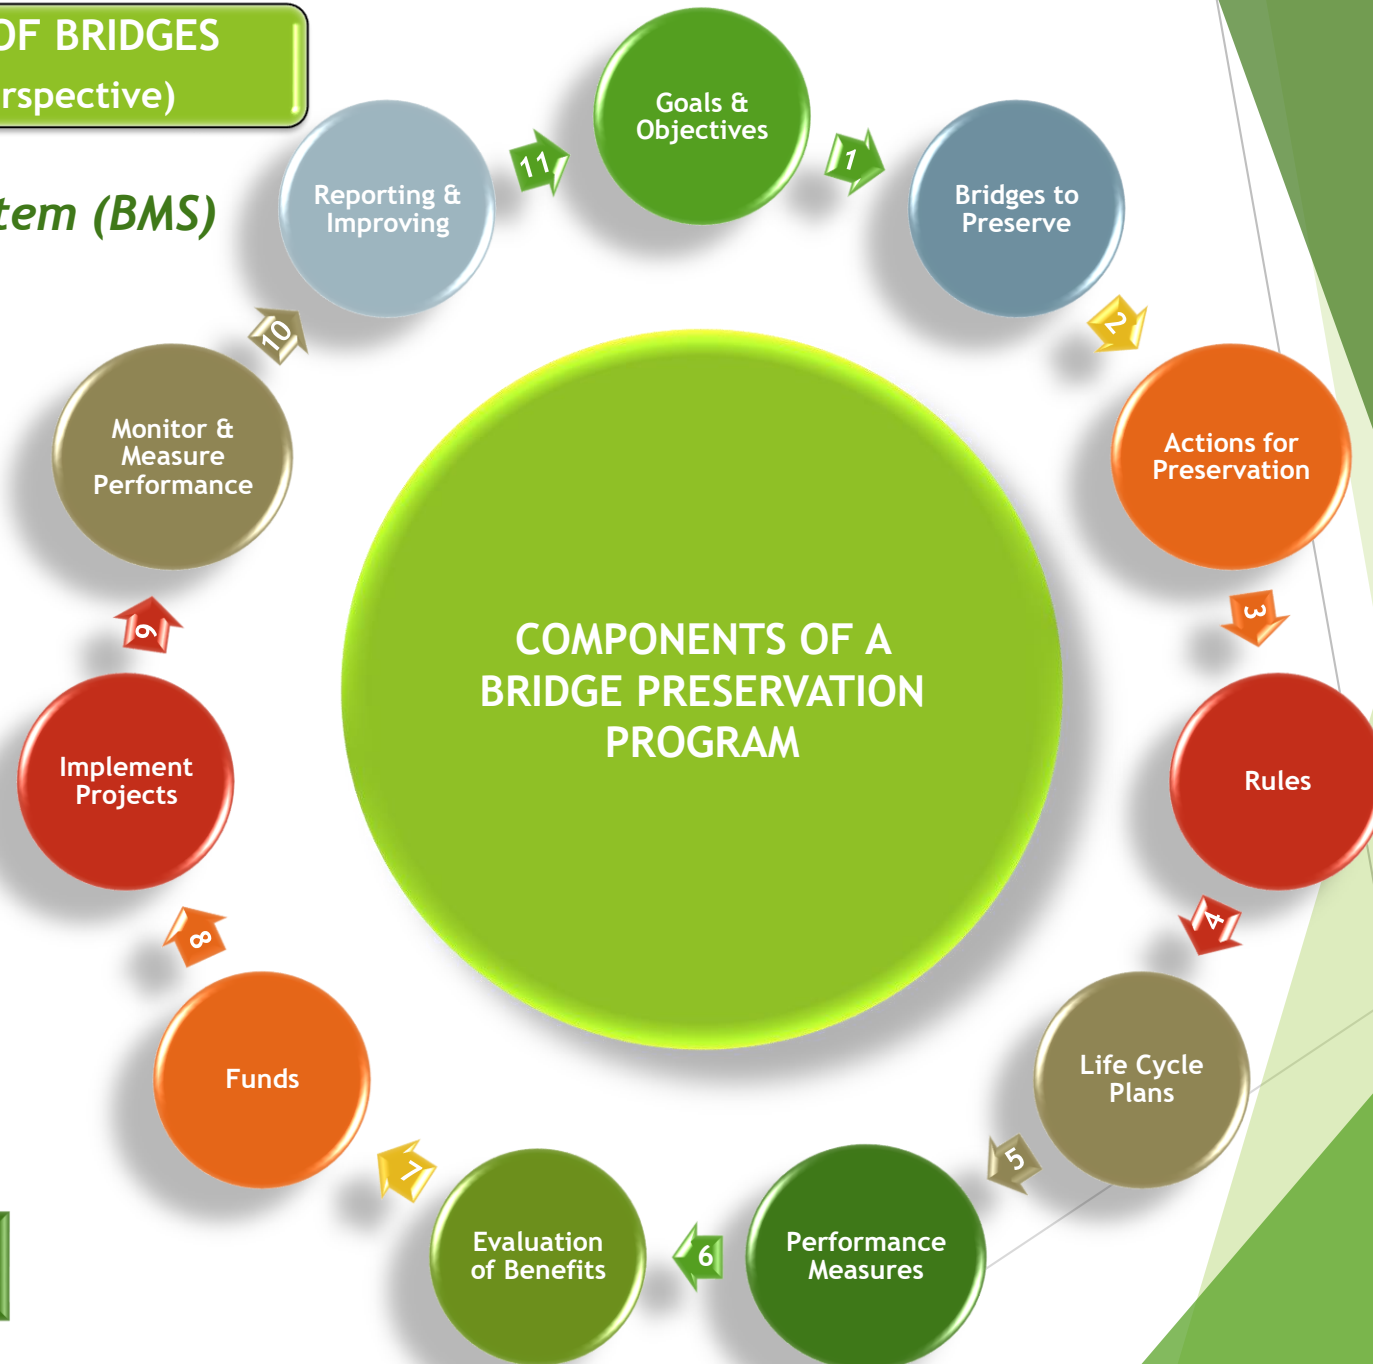 OF BRIDGES
rspective)
tem (BMS)
Goals &
Objectives
1
Bridges to
Preserve
2
Actions for
Preservation
3
Rules
4
Life Cycle
Plans
5
Performance
Measures
6
Evaluation
of Benefits
7
Funds
8
Implement
Projects
9
Monitor &
Measure
Performance
10
Reporting &
Improving
11
COMPONENTS OF A
BRIDGE PRESERVATION
PROGRAM